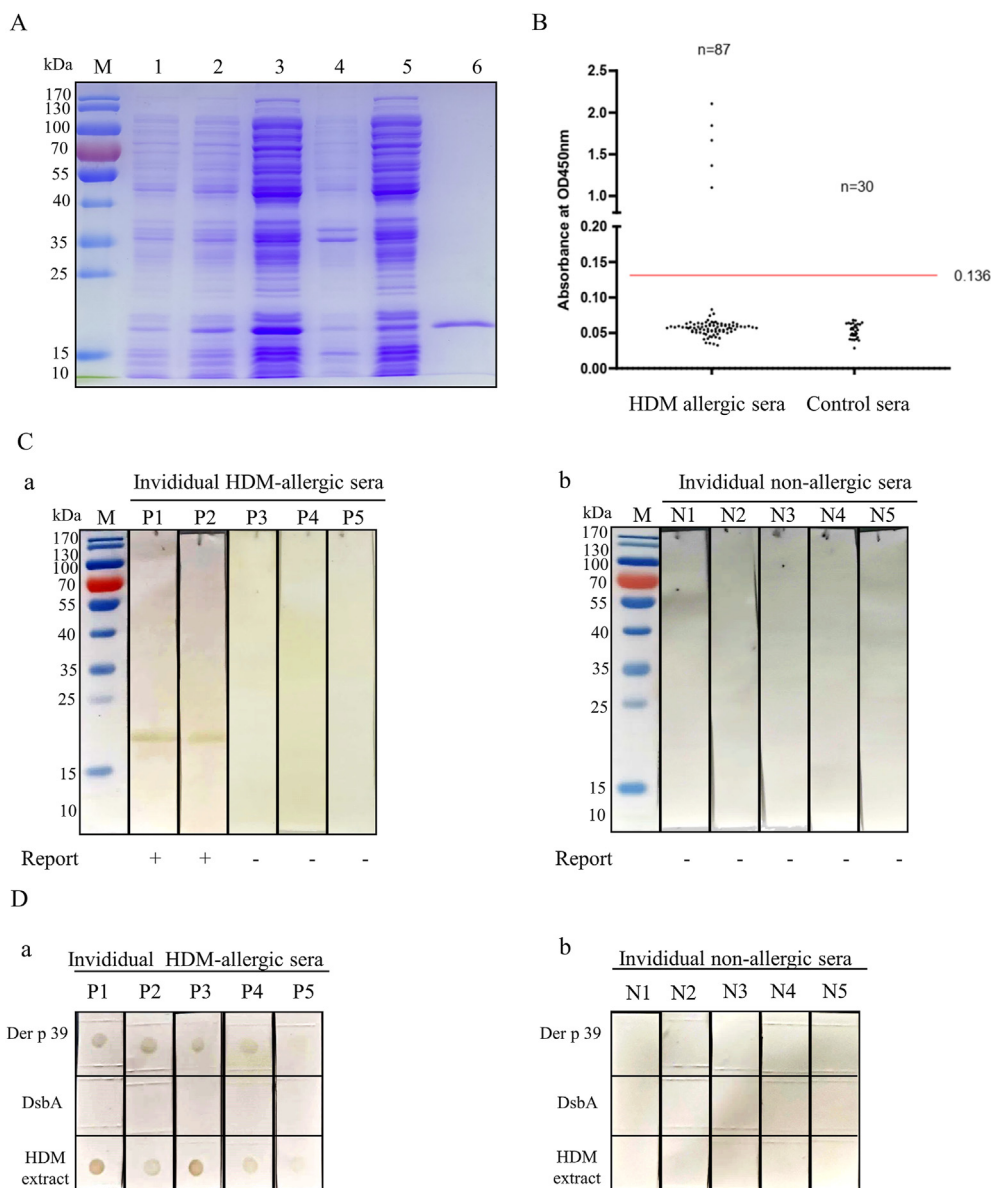 A
kDa M 1 2 3 4 5 6
170
130
100
70
55
40
35
25
15
10
B
n=87
n=30
2.5
2.0
1.5
1.0
0.20
0.15
0.10
0.05
0.00
Absorbance at OD450nm
0.136
HDM allergic sera Control sera
C
a
Invididual HDM-allergic sera
kDa M P1 P2 P3 P4 P5
170
130
100
70
55
40
35
25
15
10
Report + + - - -
b
Invididual non-allergic sera
kDa M N1 N2 N3 N4 N5
170
130
100
70
55
40
35
25
15
10
Report - - - - -
D
a
Invididual HDM-allergic sera
P1 P2 P3 P4 P5
Der p 39
DsbA
HDM
extract
b
Invididual non-allergic sera
N1 N2 N3 N4 N5
Der p 39
DsbA
HDM
extract